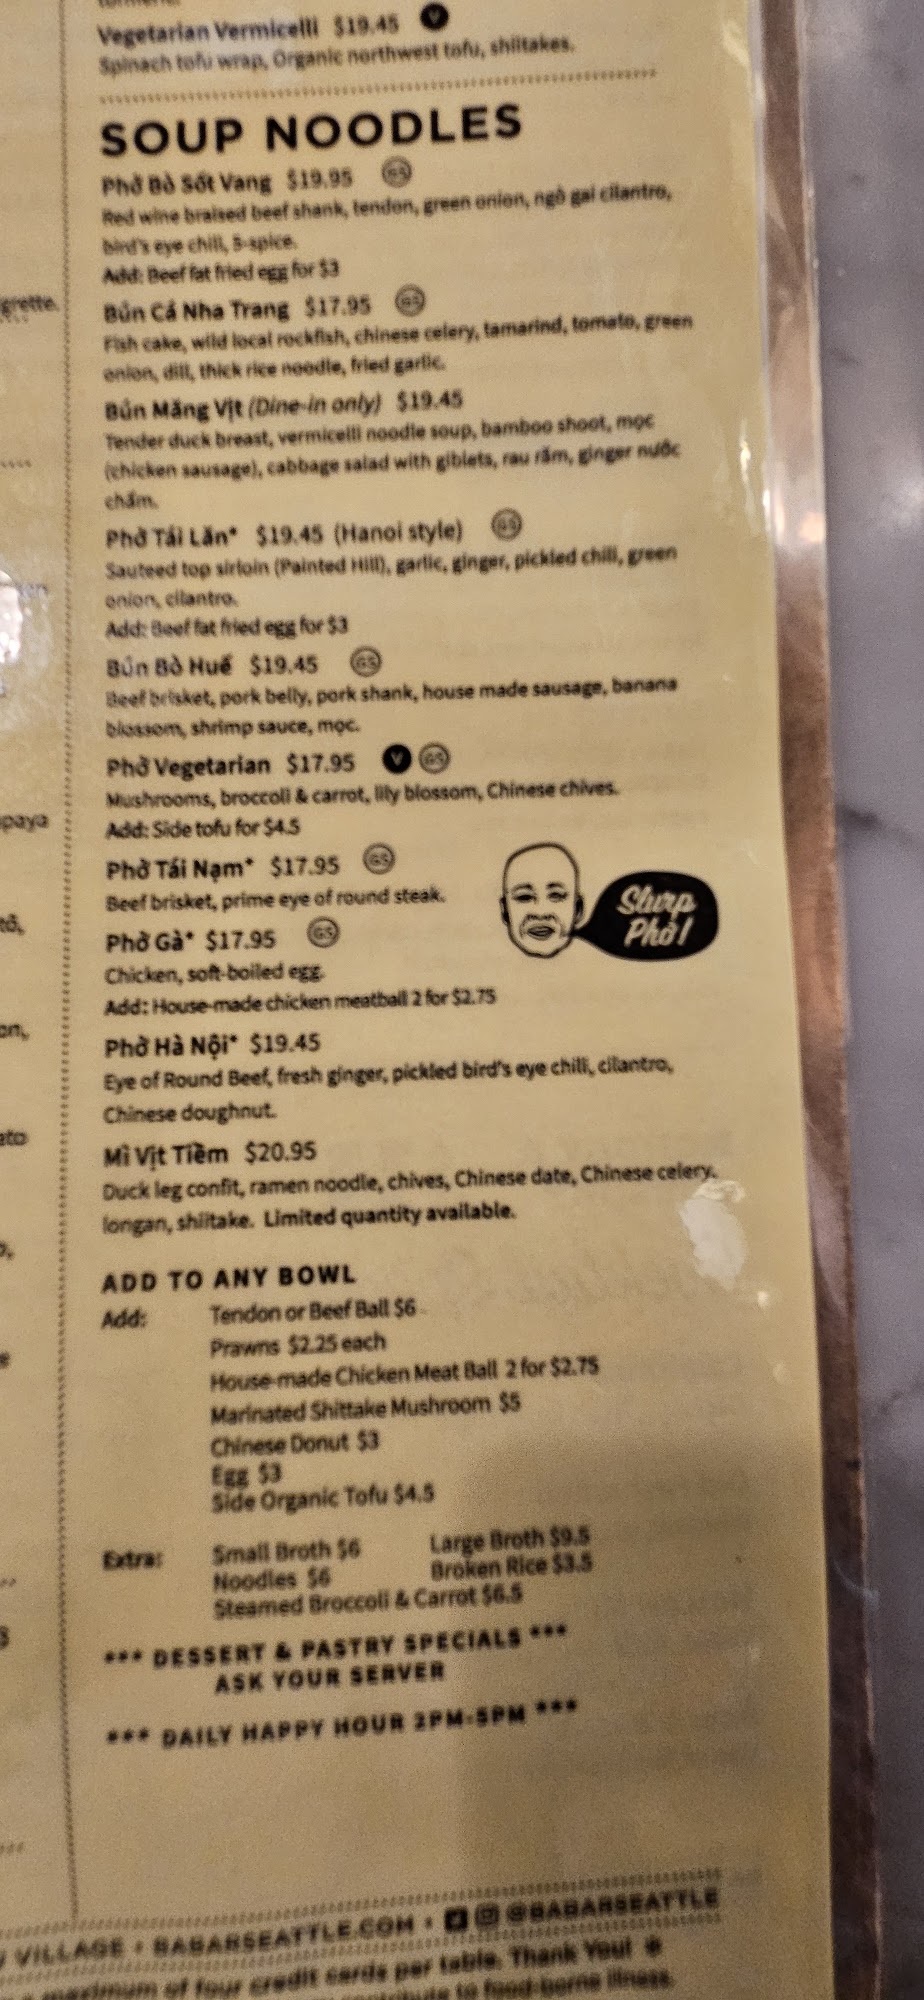 Vegetarian Vermicelli $19.45 V
Spinach tofu wrap, Organic northwest tofu, shiitakes.
SOUP NOODLES
Phở Bò Sốt Vang $19.95 GS
Red wine braised beef shank, tendon, green onion, ngò gai cilantro,
bird's eye chili, 5-spice.
Add: Beef fat fried egg for $3
grette.
Bún Cá Nha Trang $17.95 GS
Fish cake, wild local rockfish, chinese celery, tamarind, tomato, green
onion, dill, thick rice noodle, fried garlic.
Bún Măng Vịt (Dine-in only) $19.45
Tender duck breast, vermicelli noodle soup, bamboo shoot, mọc
(chicken sausage), cabbage salad with giblets, rau răm, ginger nước
chấm.
Phở Tái Lăn* $19.45 (Hanoi style) GS
Sauteed top sirloin (Painted Hill), garlic, ginger, pickled chili, green
onion, cilantro.
Add: Beef fat fried egg for $3
Bún Bò Huế $19.45 GS
Beef brisket, pork belly, pork shank, house made sausage, banana
blossom, shrimp sauce, mọc.
Phở Vegetarian $17.95 V GS
Mushrooms, broccoli & carrot, lily blossom, Chinese chives.
paya
Add: Side tofu for $4.5
Phở Tái Nạm* $17.95 GS
Beef brisket, prime eye of round steak.
Slurp
Phở!
Phở Gà* $17.95 GS
Chicken, soft-boiled egg.
Add: House-made chicken meatball 2 for $2.75
Phở Hà Nội* $19.45
Eye of Round Beef, fresh ginger, pickled bird's eye chili, cilantro,
Chinese doughnut.
Mì Vịt Tiềm $20.95
Duck leg confit, ramen noodle, chives, Chinese date, Chinese celery,
longan, shiitake. Limited quantity available.
ADD TO ANY BOWL
Add: Tendon or Beef Ball $6
Prawns $2.25 each
House-made Chicken Meat Ball 2 for $2.75
Marinated Shittake Mushroom $5
Chinese Donut $3
Egg $3
Side Organic Tofu $4.5
Extra: Small Broth $6 Large Broth $9.5
Noodles $6 Broken Rice $3.5
Steamed Broccoli & Carrot $6.5
*** DESSERT & PASTRY SPECIALS ***
ASK YOUR SERVER
*** DAILY HAPPY HOUR 2PM-5PM ***
VILLAGE • BABARSEATTLE.COM • @BABARSEATTLE
maximum of four credit cards per table. Thank You!
contribute to food-borne illness.